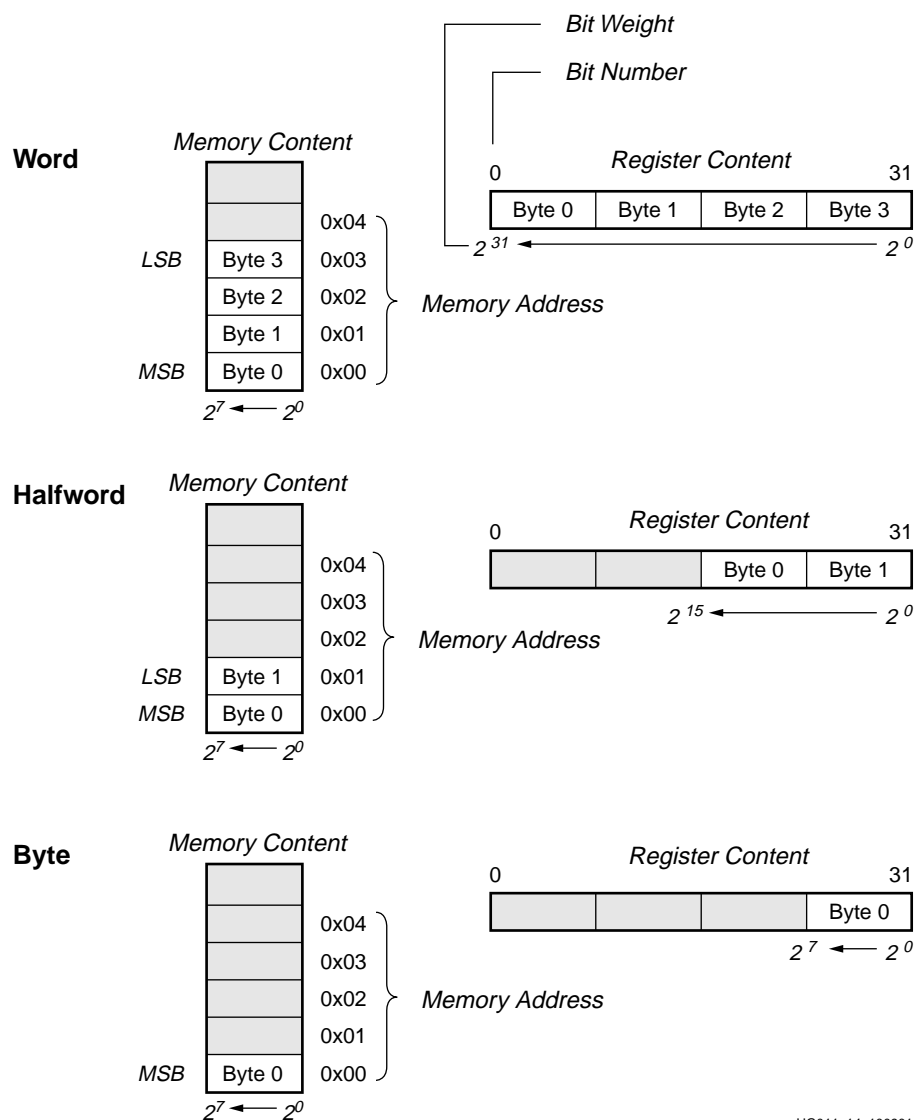 Bit Weight
Bit Number
Word
Memory Content
Register Content
0 31
Byte 0 Byte 1 Byte 2 Byte 3
2 31 2 0
0x04
LSB Byte 3 0x03
Byte 2 0x02
Memory Address
Byte 1 0x01
MSB Byte 0 0x00
2 7 2 0
Halfword
Memory Content
Register Content
0 31
Byte 0 Byte 1
2 15 2 0
0x04
0x03
0x02
Memory Address
LSB Byte 1 0x01
MSB Byte 0 0x00
2 7 2 0
Byte
Memory Content
Register Content
0 31
Byte 0
2 7 2 0
0x04
0x03
0x02
Memory Address
0x01
MSB Byte 0 0x00
2 7 2 0